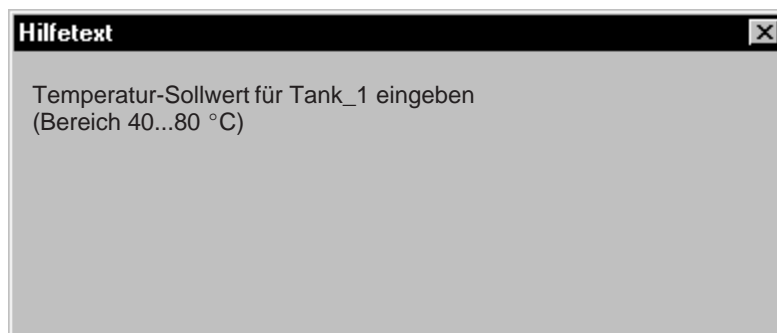 Hilfetext
Temperatur-Sollwert für Tank_1 eingeben
(Bereich 40...80 °C)